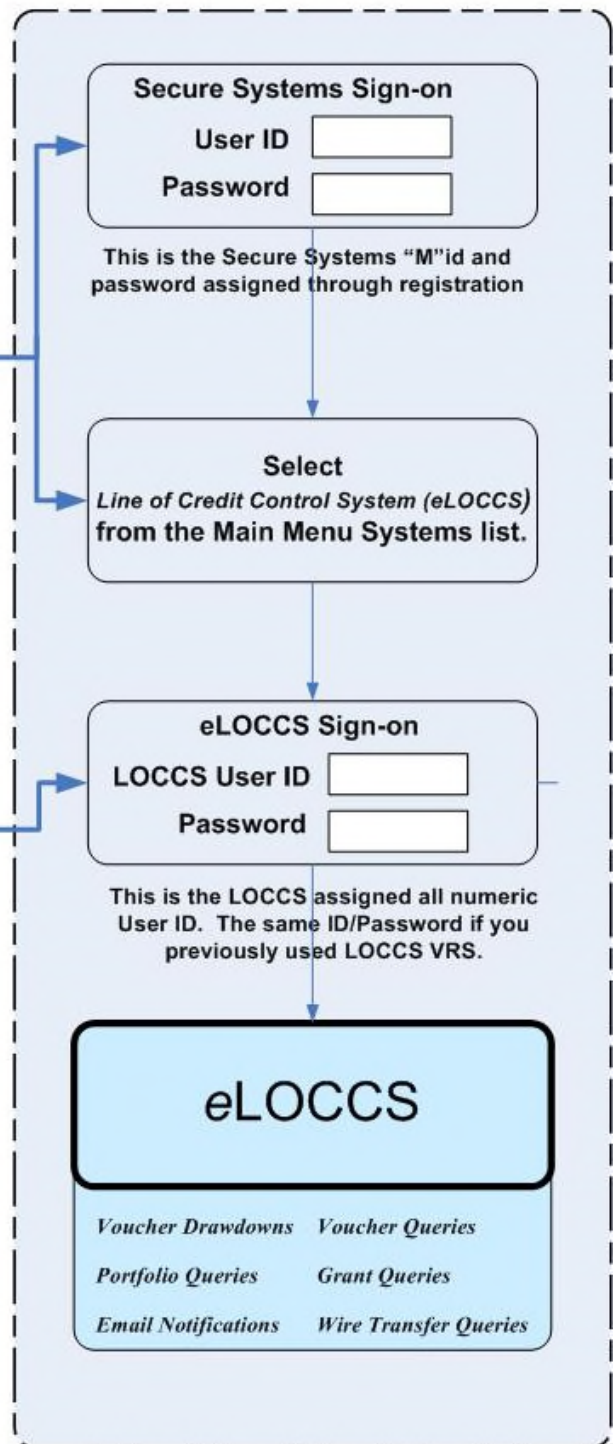 Secure Systems Sign-on
User ID
Password
This is the Secure Systems “M”id and
password assigned through registration
Select
Line of Credit Control System (eLOCCS)
from the Main Menu Systems list.
eLOCCS Sign-on
LOCCS User ID
Password
This is the LOCCS assigned all numeric
User ID. The same ID/Password if you
previously used LOCCS VRS.
eLOCCS
Voucher Drawdowns Voucher Queries
Portfolio Queries Grant Queries
Email Notifications Wire Transfer Queries